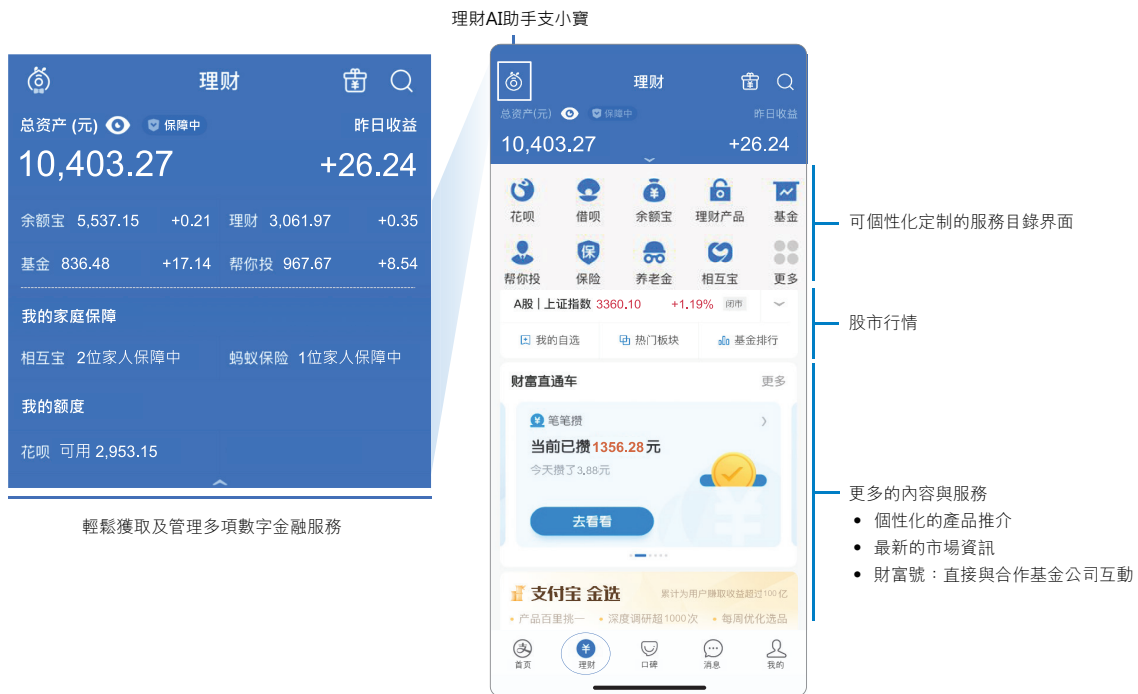 理財AI助手支小寶
理财
总资产 (元) 保障中 昨日收益
10,403.27 +26.24
余额宝 5,537.15 +0.21 理财 3,061.97 +0.35
基金 836.48 +17.14 帮你投 967.67 +8.54
我的家庭保障
相互宝 2位家人保障中 蚂蚁保险 1位家人保障中
我的额度
花呗 可用 2,953.15
輕鬆獲取及管理多項數字金融服務
理财
总资产(元) 保障中 昨日收益
10,403.27 +26.24
花呗 借呗 余额宝 理财产品 基金
帮你投 保险 养老金 相互宝 更多
A股 | 上证指数 3360.10 +1.19% 闭市
我的自选 热门板块 基金排行
财富直通车 更多
笔笔攒
当前已攒1356.28元
今天攒了3.88元
去看看
支付宝 金选 累计为用户赚取收益超过100亿
• 产品百里挑一 • 深度调研超1000次 • 每周优化选品
首页 理财 口碑 消息 我的
可個性化定制的服務目錄界面
股市行情
更多的內容與服務
• 個性化的產品推介
• 最新的市場資訊
• 財富號：直接與合作基金公司互動